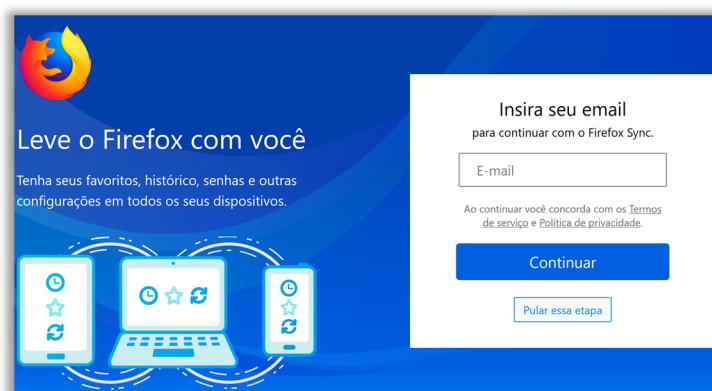 Leve o Firefox com você
Tenha seus favoritos, histórico, senhas e outras
configurações em todos os seus dispositivos.
Insira seu email
para continuar com o Firefox Sync.
E-mail
Ao continuar você concorda com os Termos
de serviço e Política de privacidade.
Continuar
Pular essa etapa